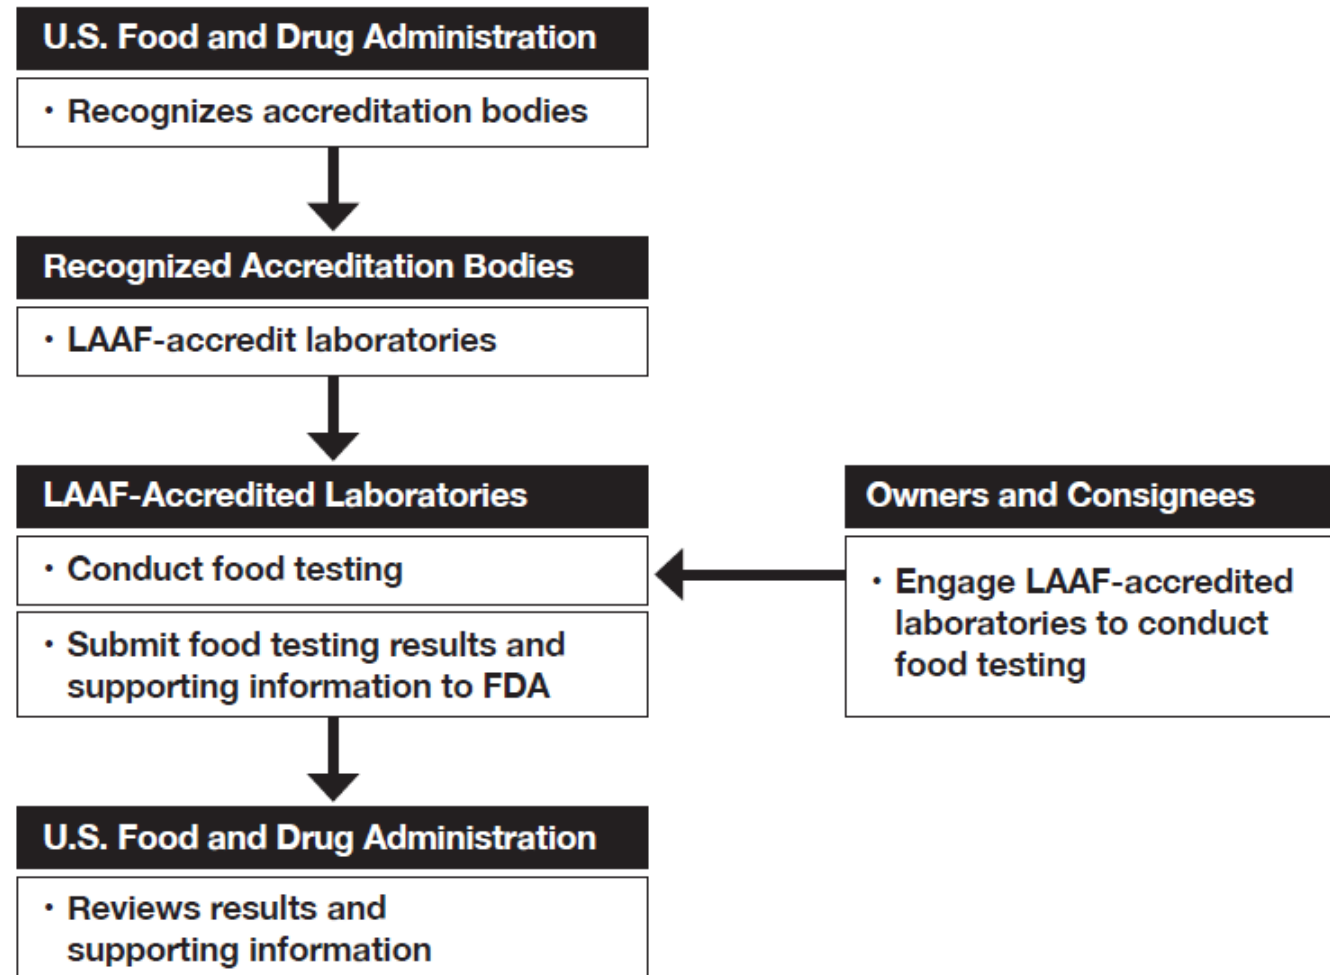 U.S. Food and Drug Administration
• Recognizes accreditation bodies
Recognized Accreditation Bodies
• LAAF-accredit laboratories
LAAF-Accredited Laboratories
• Conduct food testing
• Submit food testing results and
supporting information to FDA
Owners and Consignees
• Engage LAAF-accredited
laboratories to conduct
food testing
U.S. Food and Drug Administration
• Reviews results and
supporting information